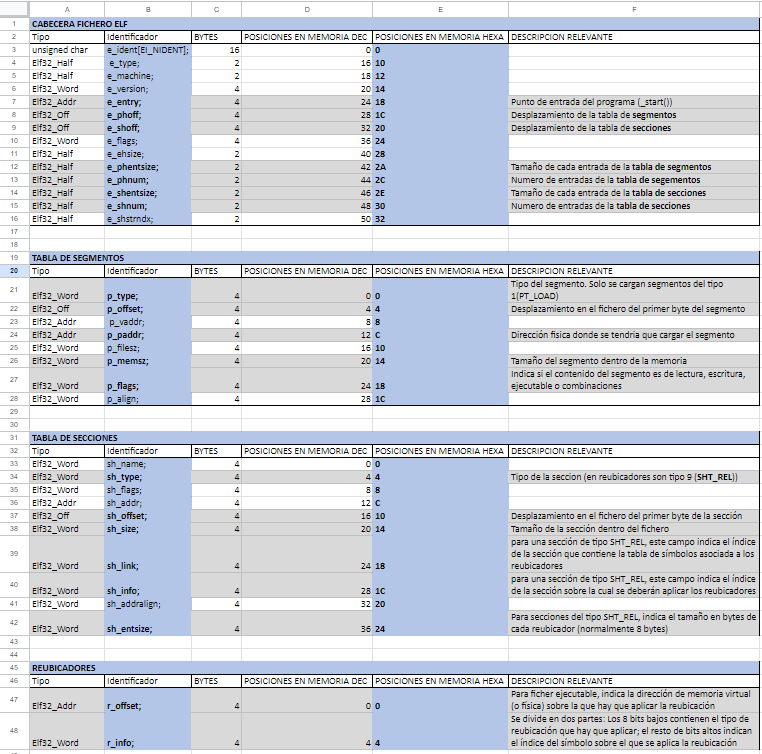 A B C D E F
1 CABECERA FICHERO ELF
2 Tipo Identificador BYTES POSICIONES EN MEMORIA DEC POSICIONES EN MEMORIA HEXA DESCRIPCION RELEVANTE
3 unsigned char e_ident[EI_NIDENT]; 16 0 0
4 Elf32_Half e_type; 2 16 10
5 Elf32_Half e_machine; 2 18 12
6 Elf32_Word e_version; 4 20 14
7 Elf32_Addr e_entry; 4 24 18 Punto de entrada del programa (_start())
8 Elf32_Off e_phoff; 4 28 1C Desplazamiento de la tabla de segmentos
9 Elf32_Off e_shoff; 4 32 20 Desplazamiento de la tabla de secciones
10 Elf32_Word e_flags; 4 36 24
11 Elf32_Half e_ehsize; 2 40 28
12 Elf32_Half e_phentsize; 2 42 2A Tamaño de cada entrada de la tabla de segmentos
13 Elf32_Half e_phnum; 2 44 2C Numero de entradas de la tabla de segementos
14 Elf32_Half e_shentsize; 2 46 2E Tamaño de cada entrada de la tabla de secciones
15 Elf32_Half e_shnum; 2 48 30 Numero de entradas de la tabla de secciones
16 Elf32_Half e_shstrndx; 2 50 32
17
18
19 TABLA DE SEGMENTOS
20 Tipo Identificador BYTES POSICIONES EN MEMORIA DEC POSICIONES EN MEMORIA HEXA DESCRIPCION RELEVANTE
Tipo del segmento. Solo se cargan segmentos del tipo
21 Elf32_Word p_type; 4 0 0 1(PT_LOAD)
22 Elf32_Off p_offset; 4 4 4 Desplazamiento en el fichero del primer byte del segmento
23 Elf32_Addr p_vaddr; 4 8 8
24 Elf32_Addr p_paddr; 4 12 C Dirección fisica donde se tendria que cargar el segmento
25 Elf32_Word p_filesz; 4 16 10
26 Elf32_Word p_memsz; 4 20 14 Tamaño del segmento dentro de la memoria
Indica si el contenido del segmento es de lectura, escritura,
27 Elf32_Word p_flags; 4 24 18 ejecutable o combinaciones
28 Elf32_Word p_align; 4 28 1C
29
30
31 TABLA DE SECCIONES
32 Tipo Identificador BYTES POSICIONES EN MEMORIA DEC POSICIONES EN MEMORIA HEXA DESCRIPCION RELEVANTE
33 Elf32_Word sh_name; 4 0 0
34 Elf32_Word sh_type; 4 4 4 Tipo de la seccion (en reubicadores son tipo 9 (SHT_REL))
35 Elf32_Word sh_flags; 4 8 8
36 Elf32_Addr sh_addr; 4 12 C
37 Elf32_Off sh_offset; 4 16 10 Desplazamiento en el fichero del primer byte de la sección
38 Elf32_Word sh_size; 4 20 14 Tamaño de la sección dentro del fichero
para una sección de tipo SHT_REL, este campo indica el índice
de la sección que contiene la tabla de símbolos asociada a los
39 Elf32_Word sh_link; 4 24 18 reubicadores
para una sección de tipo SHT_REL, este campo indica el índice
40 Elf32_Word sh_info; 4 28 1C de la sección sobre la cual se deberán aplicar los reubicadores
41 Elf32_Word sh_addralign; 4 32 20
Para secciones del tipo SHT_REL, indica el tamaño en bytes de
42 Elf32_Word sh_entsize; 4 36 24 cada reubicador (normalmente 8 bytes)
43
44
45 REUBICADORES
46 Tipo Identificador BYTES POSICIONES EN MEMORIA DEC POSICIONES EN MEMORIA HEXA DESCRIPCION RELEVANTE
Para ficher ejecutable, indica la dirección de memoria virtual
47 Elf32_Addr r_offset; 4 0 0 (o física) sobre la que hay que aplicar la reubicación
Se divide en dos partes: Los 8 bits bajos contienen el tipo de
reubicación que hay que aplicar; el resto de bits altos indican
48 Elf32_Word r_info; 4 4 4 el índice del símbolo sobre el que se aplica la reubicación